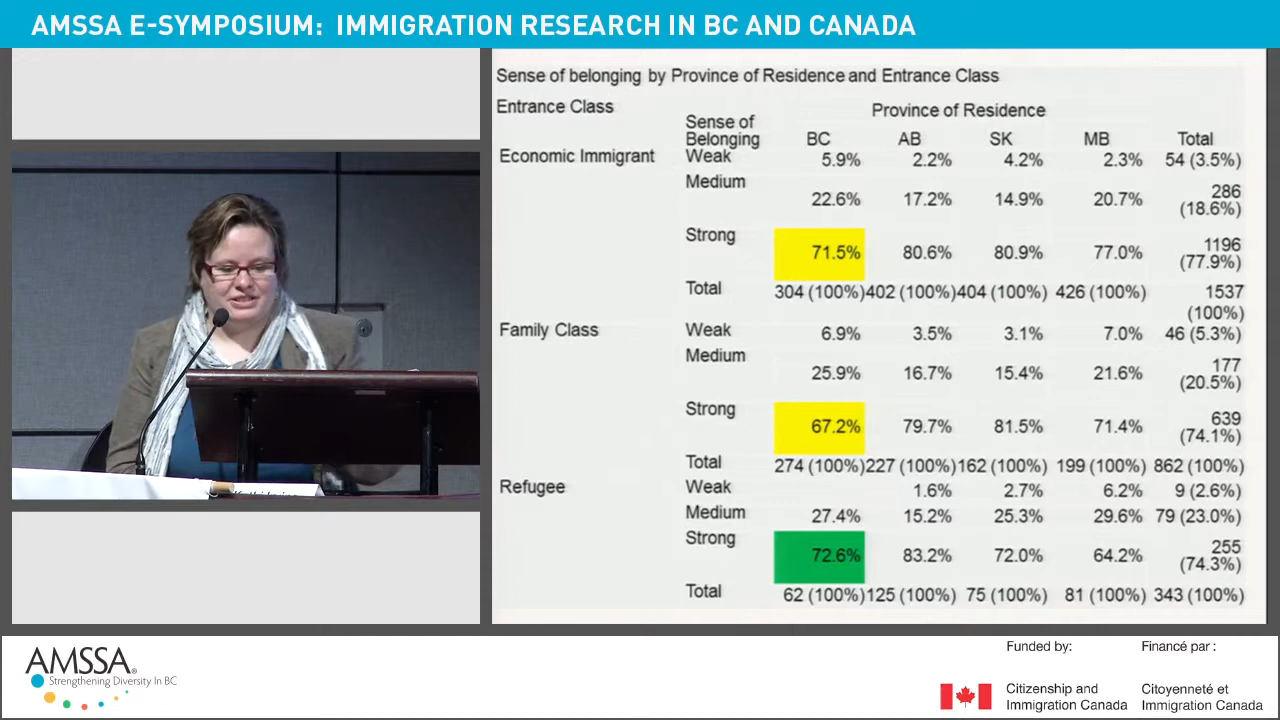 AMSSA E-SYMPOSIUM: IMMIGRATION RESEARCH IN BC AND CANADA
Sense of belonging by Province of Residence and Entrance Class
Entrance Class Province of Residence
Sense of Belonging BC AB SK MB Total
Economic Immigrant Weak 5.9% 2.2% 4.2% 2.3% 54 (3.5%)
Medium 22.6% 17.2% 14.9% 20.7% 286 (18.6%)
Strong 71.5% 80.6% 80.9% 77.0% 1196 (77.9%)
Total 304 (100%) 402 (100%) 404 (100%) 426 (100%) 1537 (100%)
Family Class Weak 6.9% 3.5% 3.1% 7.0% 46 (5.3%)
Medium 25.9% 16.7% 15.4% 21.6% 177 (20.5%)
Strong 67.2% 79.7% 81.5% 71.4% 639 (74.1%)
Total 274 (100%) 227 (100%) 162 (100%) 199 (100%) 862 (100%)
Refugee Weak 1.6% 2.7% 6.2% 9 (2.6%)
Medium 27.4% 15.2% 25.3% 29.6% 79 (23.0%)
Strong 72.6% 83.2% 72.0% 64.2% 255 (74.3%)
Total 62 (100%) 125 (100%) 75 (100%) 81 (100%) 343 (100%)
AMSSA®
Strengthening Diversity In BC
Funded by: Financé par :
Citizenship and Citoyenneté et
Immigration Canada Immigration Canada